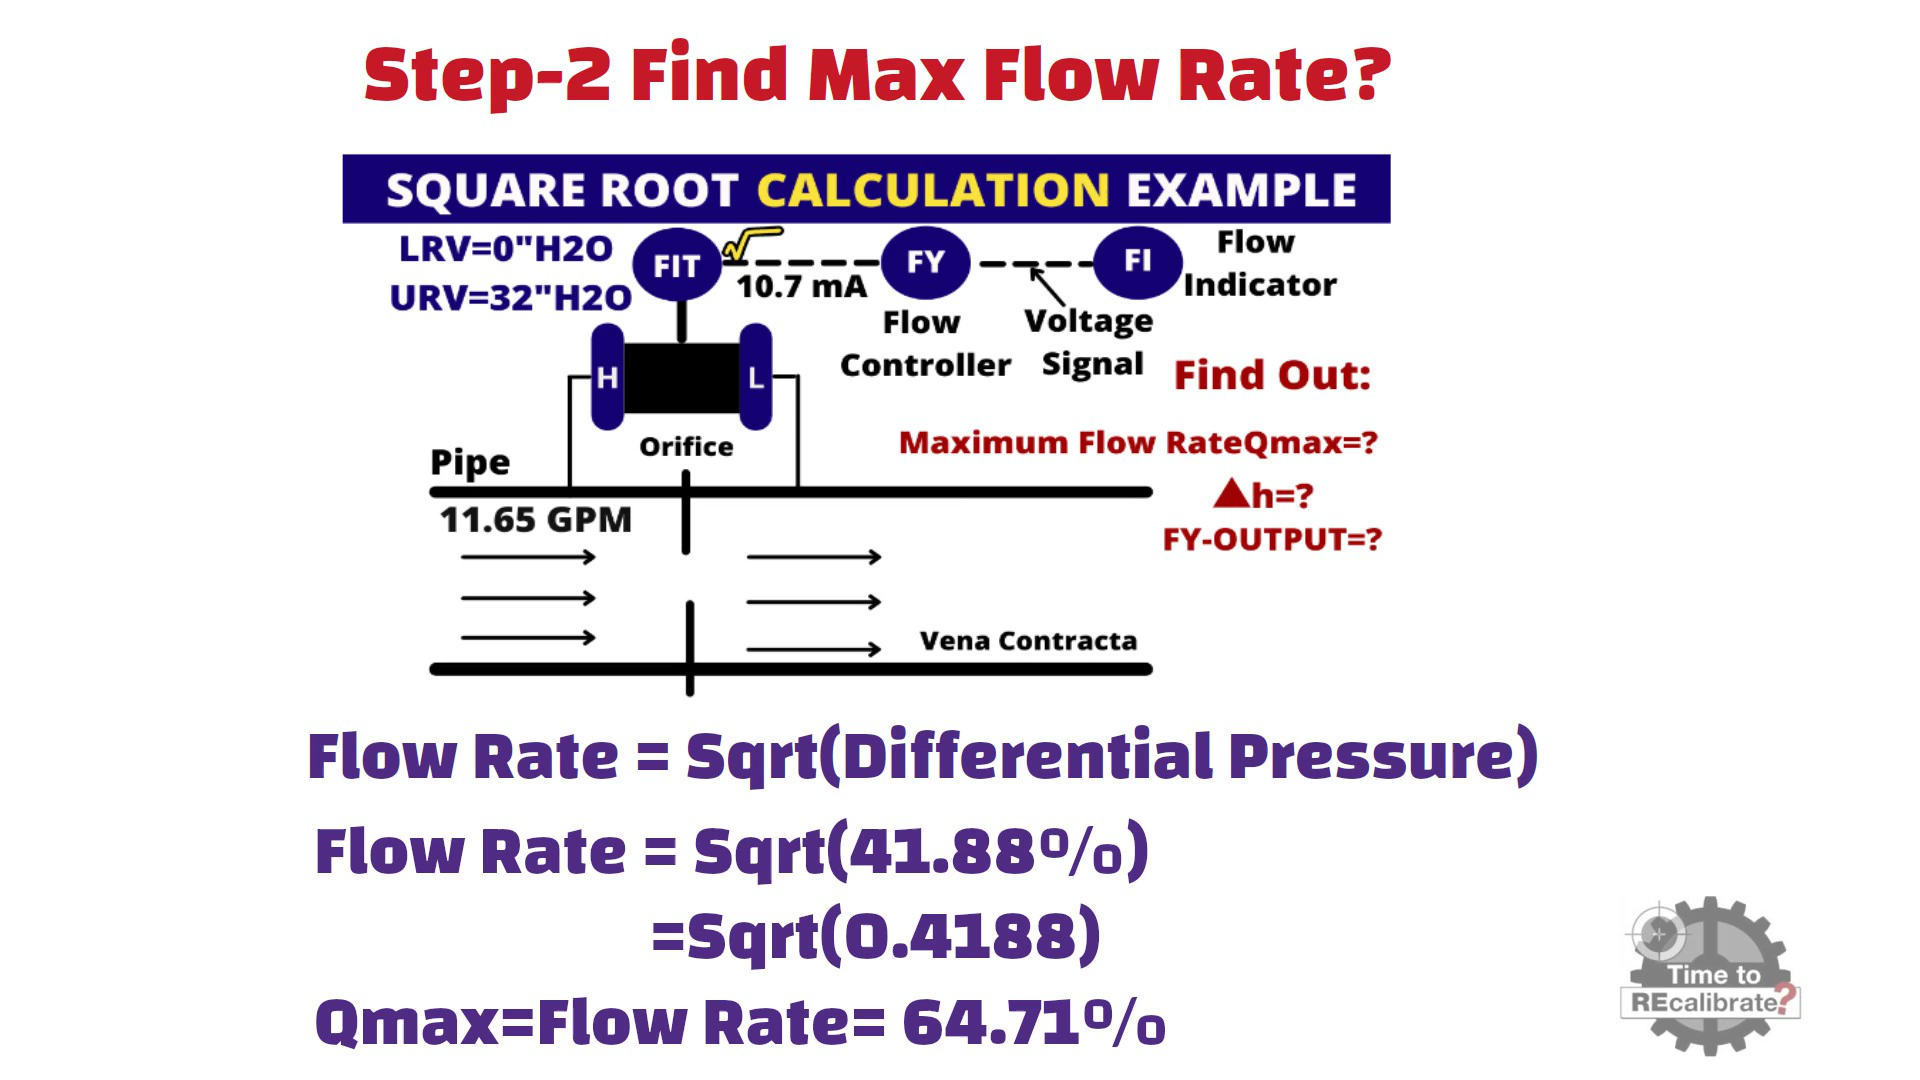 Step-2 Find Max Flow Rate?
SQUARE ROOT CALCULATION EXAMPLE
LRV=0"H2O
URV=32"H2O
FIT
√
10.7 mA
FY
Flow
Controller
Voltage
Signal
FI
Flow
Indicator
H
L
Orifice
Pipe
11.65 GPM
Find Out:
Maximum Flow RateQmax=?
▲h=?
FY-OUTPUT=?
Vena Contracta
Flow Rate = Sqrt(Differential Pressure)
Flow Rate = Sqrt(41.88%)
=Sqrt(0.4188)
Qmax=Flow Rate= 64.71%
Time to
REcalibrate?